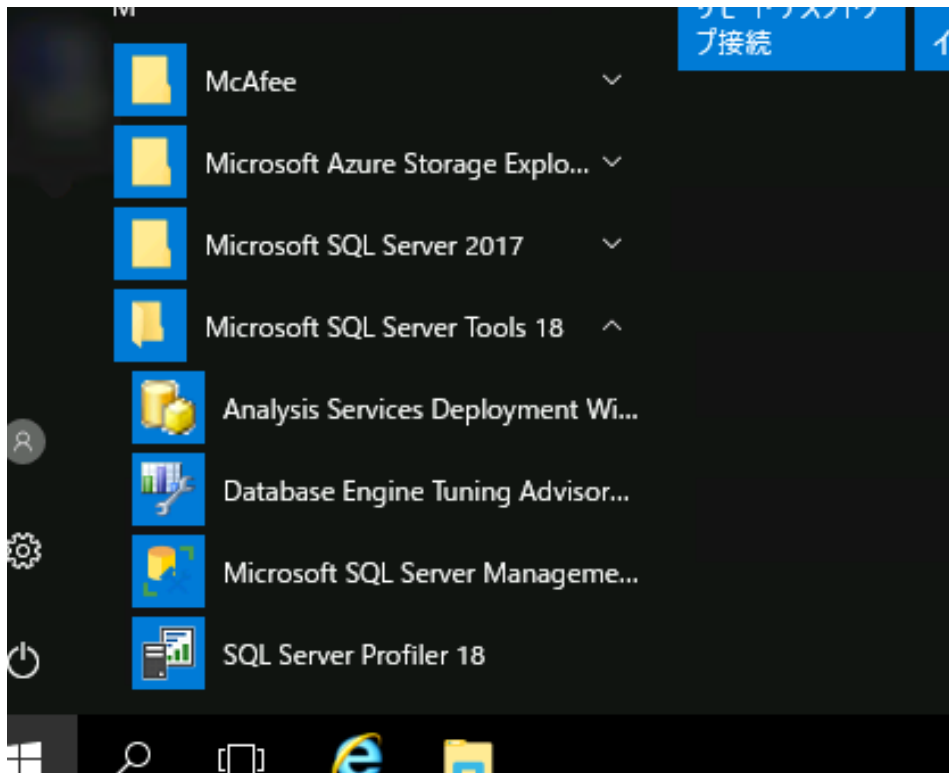 M
プ接続
McAfee
Microsoft Azure Storage Explo...
Microsoft SQL Server 2017
Microsoft SQL Server Tools 18
Analysis Services Deployment Wi...
Database Engine Tuning Advisor...
Microsoft SQL Server Manageme...
SQL Server Profiler 18